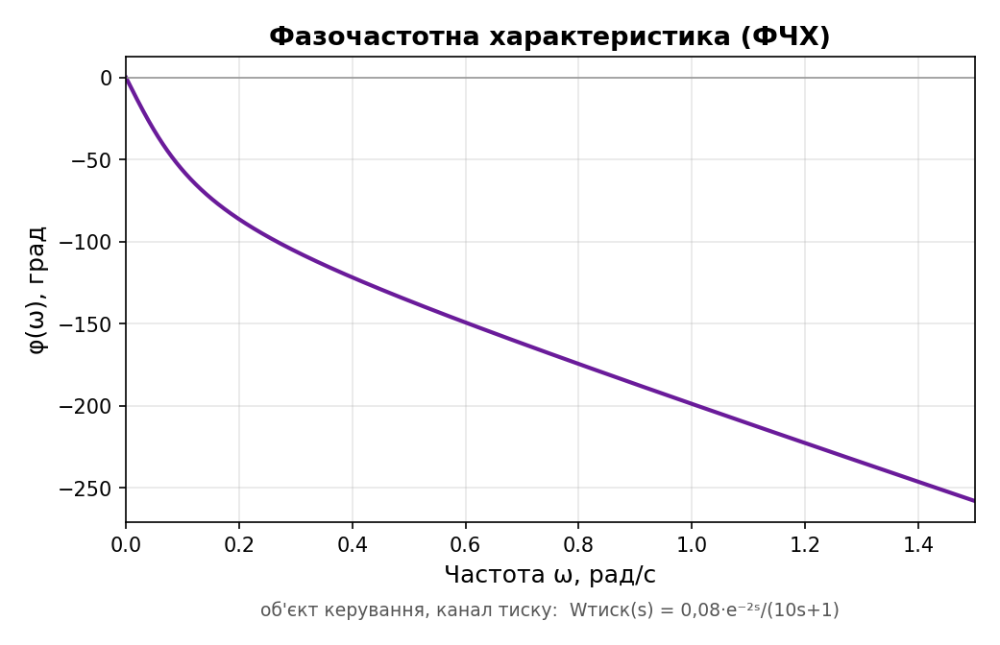 Фазочастотна характеристика (ФЧХ)
φ(ω), град
0
−50
−100
−150
−200
−250
0.0 0.2 0.4 0.6 0.8 1.0 1.2 1.4
Частота ω, рад/с
об'єкт керування, канал тиску: Wтиск(s) = 0,08·e⁻²ˢ/(10s+1)